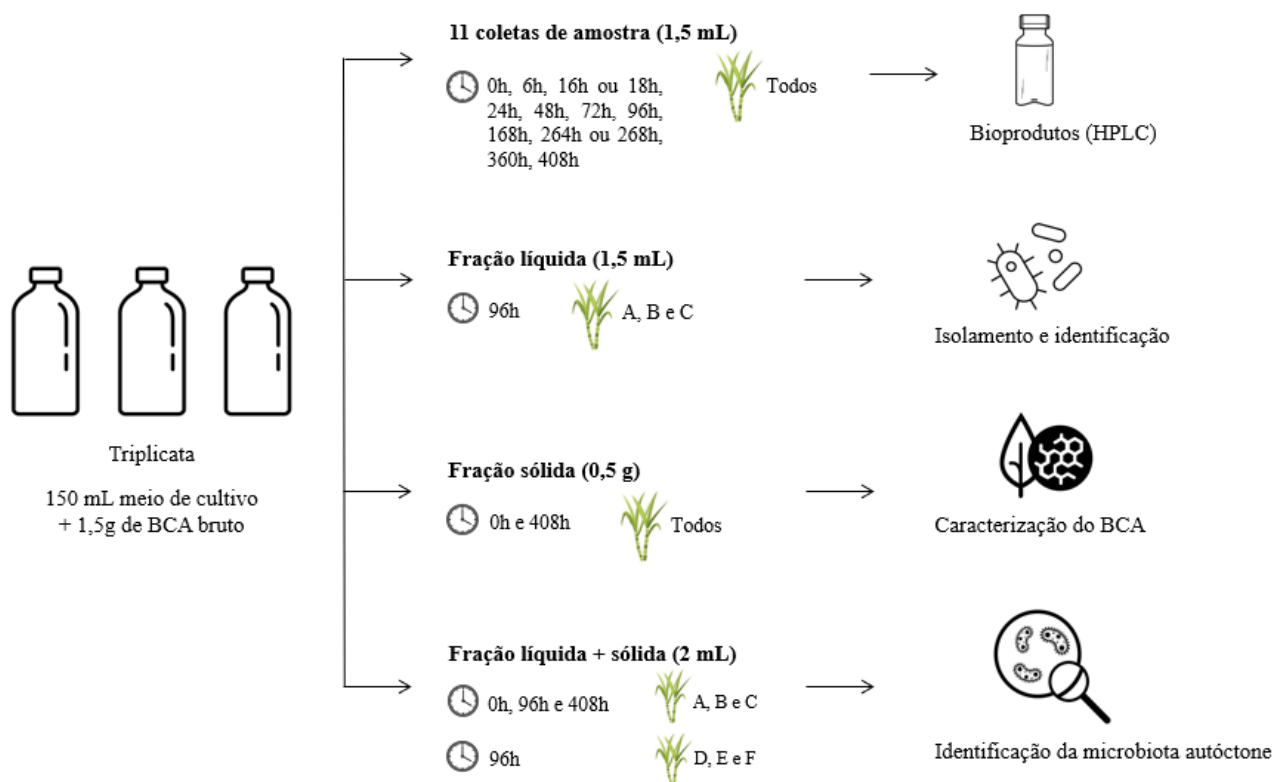 11 coletas de amostra (1,5 mL)
0h, 6h, 16h ou 18h,
24h, 48h, 72h, 96h,
168h, 264h ou 268h,
360h, 408h
Todos
Bioprodutos (HPLC)
Fração líquida (1,5 mL)
96h
A, B e C
Isolamento e identificação
Triplicata
150 mL meio de cultivo
+ 1,5g de BCA bruto
Fração sólida (0,5 g)
0h e 408h
Todos
Caracterização do BCA
Fração líquida + sólida (2 mL)
0h, 96h e 408h
A, B e C
96h
D, E e F
Identificação da microbiota autóctone